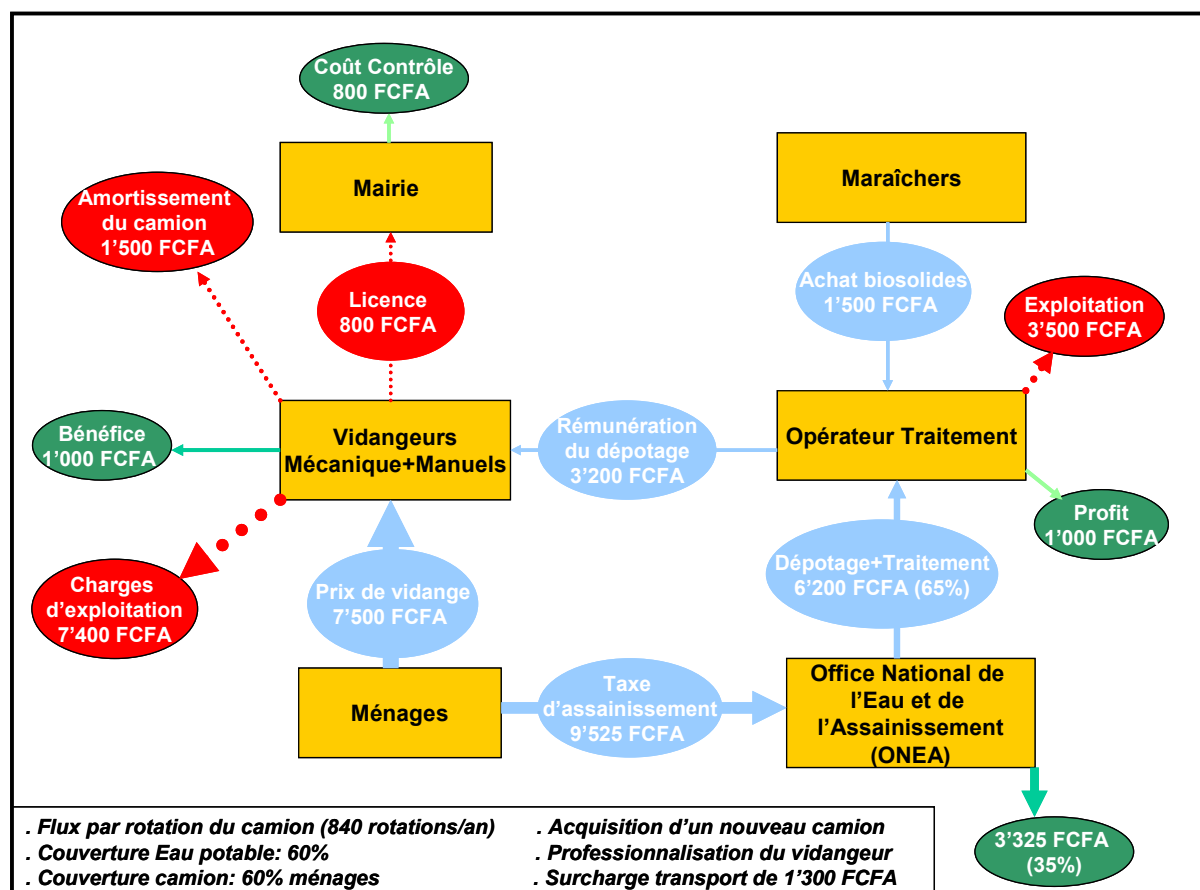 Coût Contrôle
800 FCFA
Mairie
Maraîchers
Amortissement
du camion
1'500 FCFA
Licence
800 FCFA
Achat biosolides
1'500 FCFA
Exploitation
3'500 FCFA
Bénéfice
1'000 FCFA
Vidangeurs
Mécanique+Manuels
Rémunération
du dépotage
3'200 FCFA
Opérateur Traitement
Profit
1'000 FCFA
Charges
d'exploitation
7'400 FCFA
Prix de vidange
7'500 FCFA
Dépotage+Traitement
6'200 FCFA (65%)
Ménages
Taxe
d'assainissement
9'525 FCFA
Office National de
l'Eau et de
l'Assainissement
(ONEA)
3'325 FCFA
(35%)
. Flux par rotation du camion (840 rotations/an)
. Couverture Eau potable: 60%
. Couverture camion: 60% ménages
. Acquisition d'un nouveau camion
. Professionnalisation du vidangeur
. Surcharge transport de 1'300 FCFA